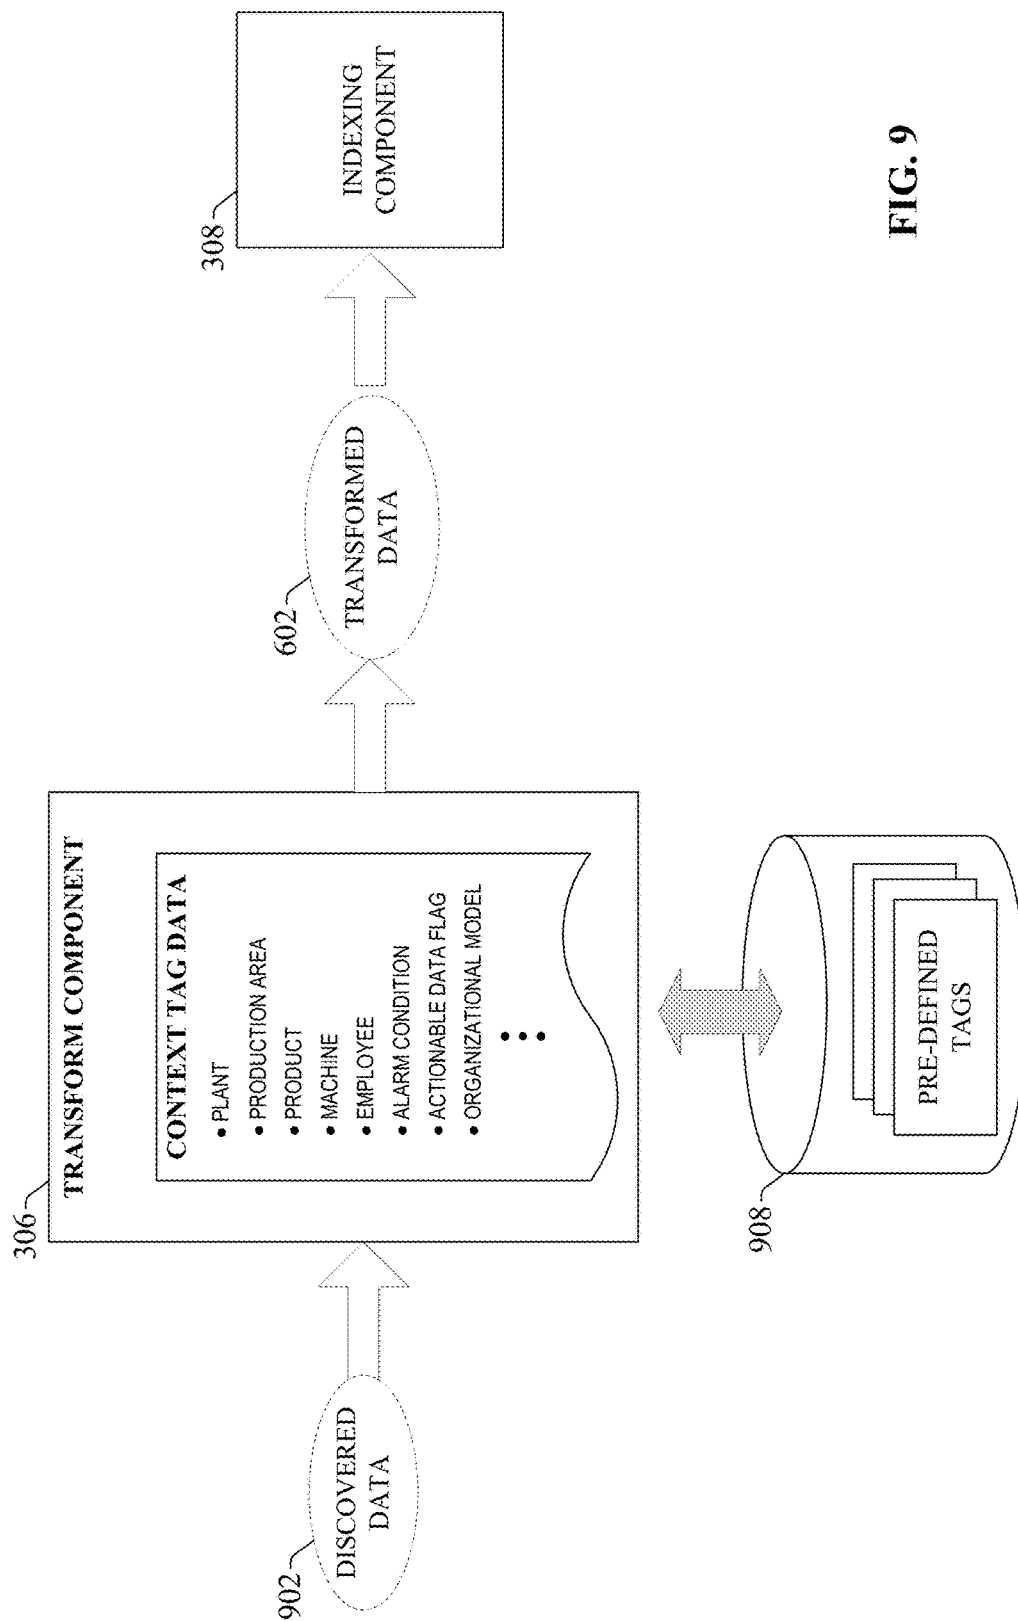 902
DISCOVERED
DATA
306
TRANSFORM COMPONENT
CONTEXT TAG DATA
• PLANT
• PRODUCTION AREA
• PRODUCT
• MACHINE
• EMPLOYEE
• ALARM CONDITION
• ACTIONABLE DATA FLAG
• ORGANIZATIONAL MODEL
908
PRE-DEFINED
TAGS
602
TRANSFORMED
DATA
308
INDEXING
COMPONENT
FIG. 9